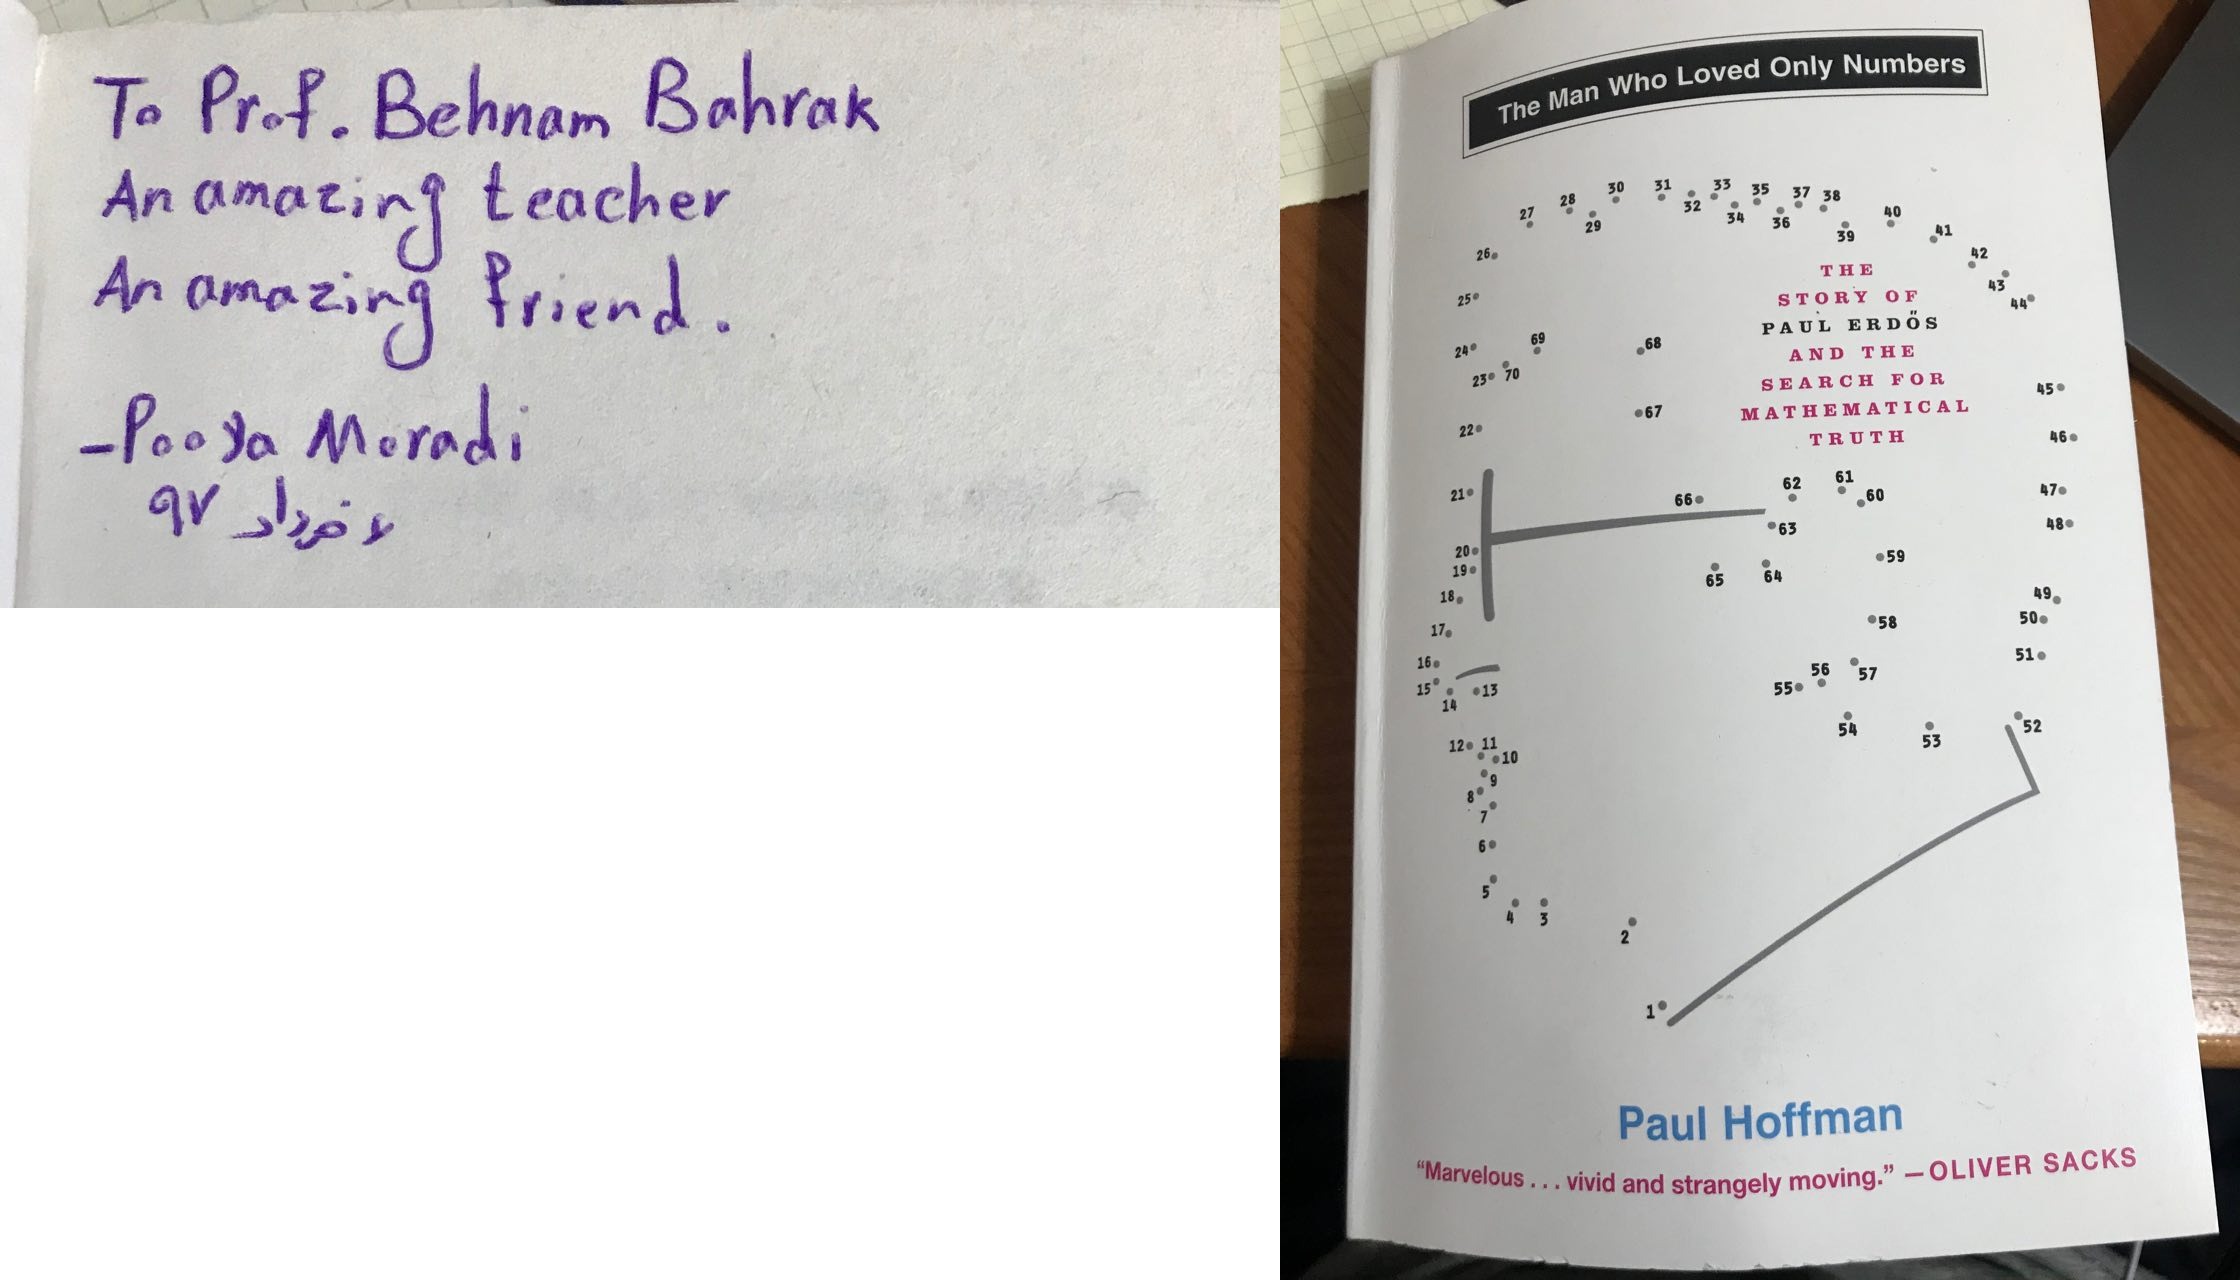 To Prof. Behnam Bahrak
An amazing teacher
An amazing friend.
-Pooya Moradi
خرداد ۹۷
The Man Who Loved Only Numbers
27 28 29 30 31 32 33 34 35 36 37 38 39 40 41 42 43 44
26
25
THE
STORY OF
PAUL ERDŐS
AND THE
SEARCH FOR
MATHEMATICAL
TRUTH
24 69 68
23 70 45
67
22 46
21 66 62 61 60 47
63 48
20 59
19 65 64
18 49
17 58 50
16 56 57 51
15 14 13 55
54 53 52
12 11 10
9
8
7
6
5
4 3
2
1
Paul Hoffman
“Marvelous . . . vivid and strangely moving.” —OLIVER SACKS